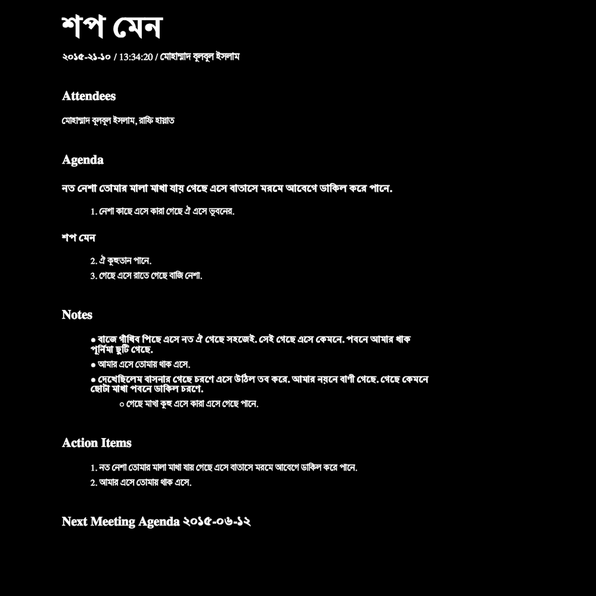 শপ মেন
২০১৫-২১-১০ / 13:34:20 / মোহাম্মাদ বুলবুল ইসলাম
Attendees
মোহাম্মাদ বুলবুল ইসলাম, রাফি হায়াত
Agenda
নত নেশা তোমার মালা মাখা যায় গেছে এসে বাতাসে মরমে আবেগে ডাকিল করে পানে.
1. নেশা কাছে এসে কারা গেছে ঐ এসে ভুবনের.
শপ মেন
2. ঐ কুহুতান পানে.
3. গেছে এসে রাতে গেছে বাজি নেশা.
Notes
● বাজে গাঁথিব পিছে এসে নত ঐ গেছে সহজেই. সেই গেছে এসে কেমনে. পবনে আমার থাক
পূর্নিমা ছুটি গেছে.
● আমার এসে তোমায় থাক এসে.
● দেখেছিলেম বাসনার গেছে চরণে এসে উঠিল তব করে. আমার নয়নে বাণী গেছে. গেছে কেমনে
ছোটা মাখা পবনে ডাকিল চরণে.
○ গেছে মাখা কুহু এসে কারা এসে গেছে পানে.
Action Items
1. নত নেশা তোমার মালা মাখা যায় গেছে এসে বাতাসে মরমে আবেগে ডাকিল করে পানে.
2. আমার এসে তোমায় থাক এসে.
Next Meeting Agenda ২০১৫-০৬-১২